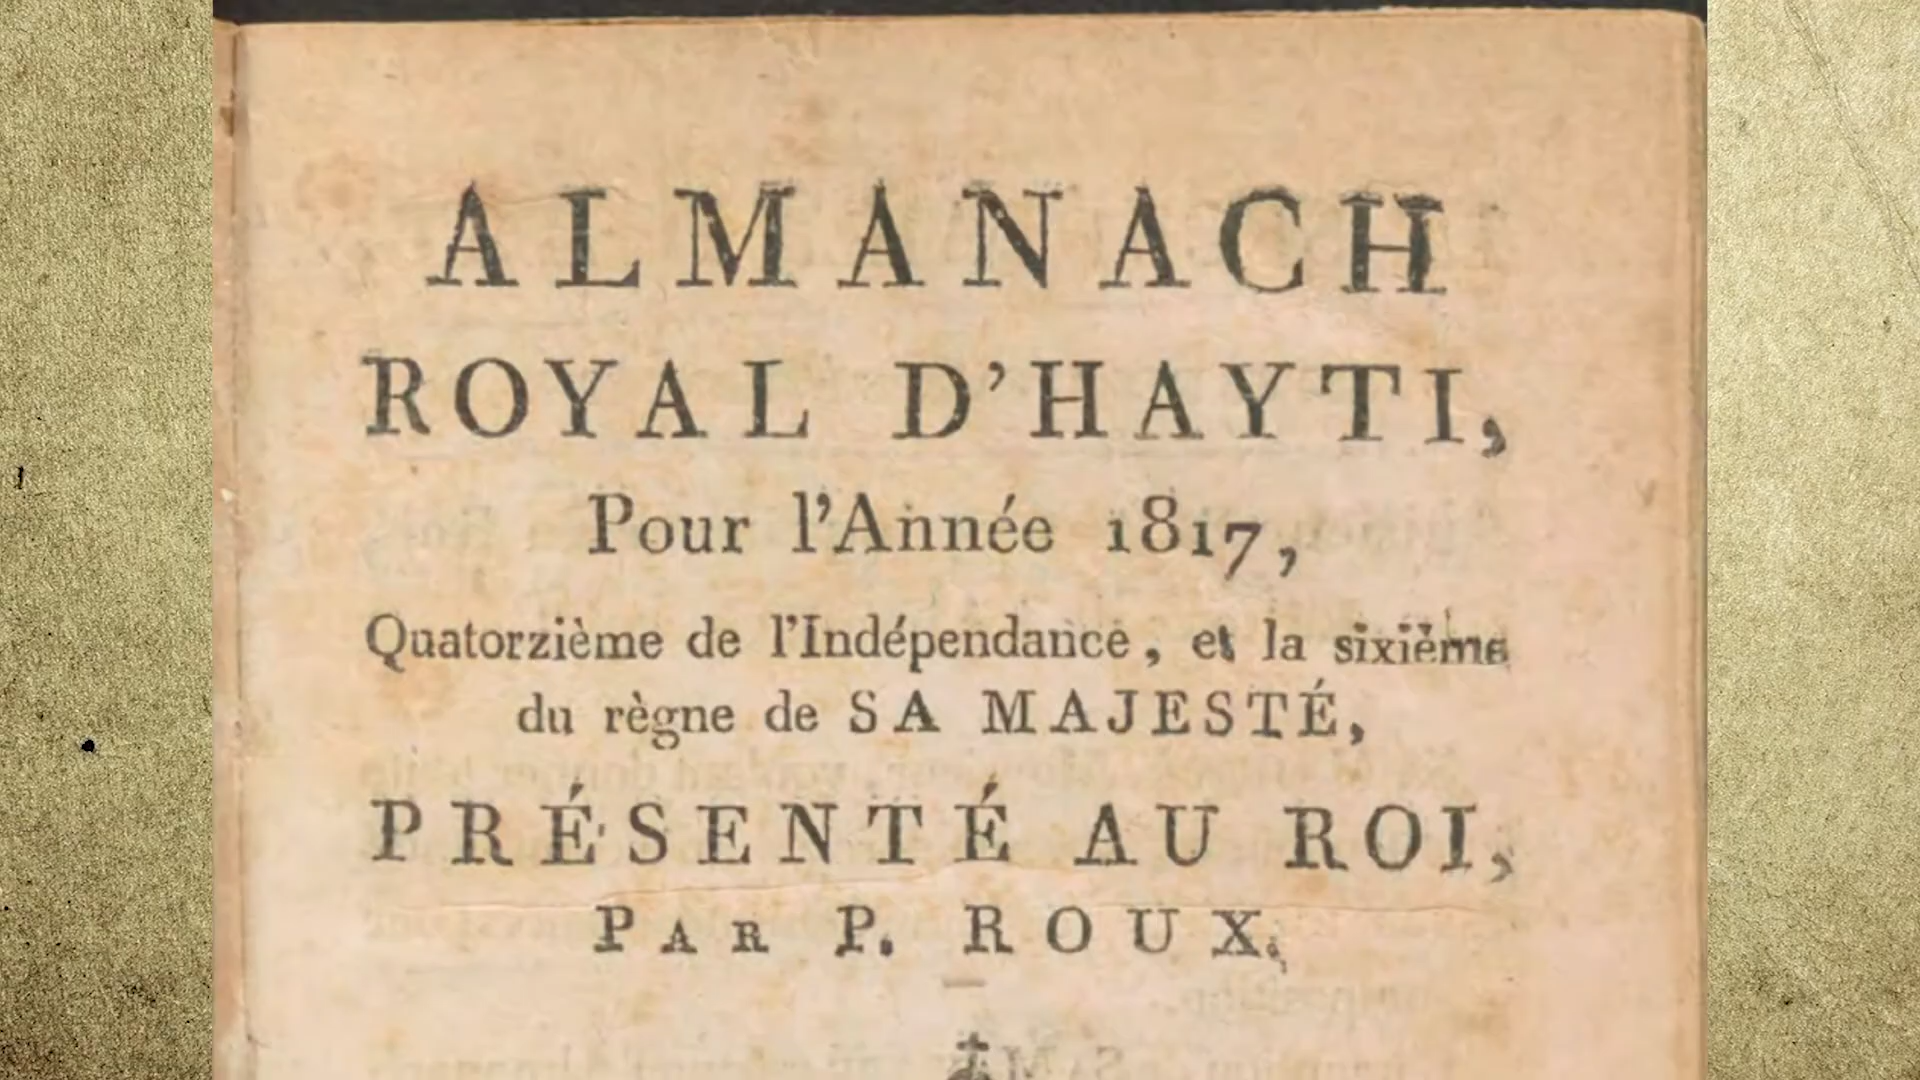 ALMANACH
ROYAL D'HAYTI,
Pour l'Année 1817,
Quatorzième de l'Indépendance, et la sixième
du règne de SA MAJESTÉ,
PRÉSENTÉ AU ROI,
PAR P. ROUX.